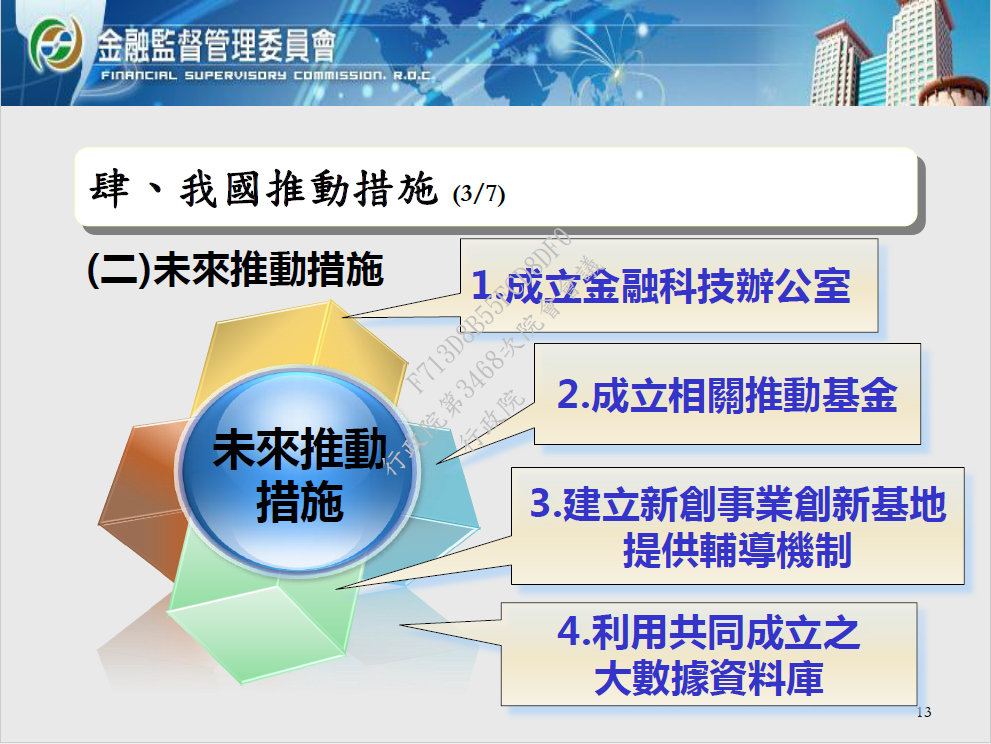 金融監督管理委員會
FINANCIAL SUPERVISORY COMMISSION, R.O.C.
肆、我國推動措施 (3/7)
(二)未來推動措施
1.成立金融科技辦公室
2.成立相關推動基金
未來推動
措施
3.建立新創事業創新基地
提供輔導機制
4.利用共同成立之
大數據資料庫
行政院第3468次院會會議
行政院
13